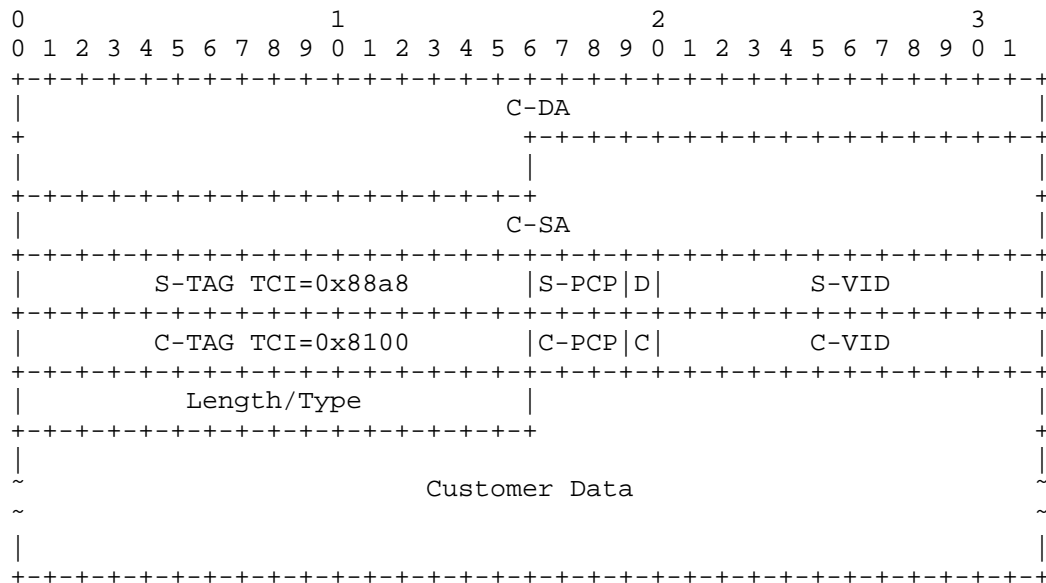 0                   1                   2                   3
0 1 2 3 4 5 6 7 8 9 0 1 2 3 4 5 6 7 8 9 0 1 2 3 4 5 6 7 8 9 0 1
+-+-+-+-+-+-+-+-+-+-+-+-+-+-+-+-+-+-+-+-+-+-+-+-+-+-+-+-+-+-+-+-+
|                              C-DA                             |
+                               +-+-+-+-+-+-+-+-+-+-+-+-+-+-+-+-+
|                               |                               |
+-+-+-+-+-+-+-+-+-+-+-+-+-+-+-+-+                               +
|                              C-SA                             |
+-+-+-+-+-+-+-+-+-+-+-+-+-+-+-+-+-+-+-+-+-+-+-+-+-+-+-+-+-+-+-+-+
|        S-TAG TCI=0x88a8       |S-PCP|D|         S-VID         |
+-+-+-+-+-+-+-+-+-+-+-+-+-+-+-+-+-+-+-+-+-+-+-+-+-+-+-+-+-+-+-+-+
|        C-TAG TCI=0x8100       |C-PCP|C|         C-VID         |
+-+-+-+-+-+-+-+-+-+-+-+-+-+-+-+-+-+-+-+-+-+-+-+-+-+-+-+-+-+-+-+-+
|          Length/Type          |                               |
+-+-+-+-+-+-+-+-+-+-+-+-+-+-+-+-+                               +
|                                                               |
~                         Customer Data                         ~
~                                                               ~
|                                                               |
+-+-+-+-+-+-+-+-+-+-+-+-+-+-+-+-+-+-+-+-+-+-+-+-+-+-+-+-+-+-+-+-+